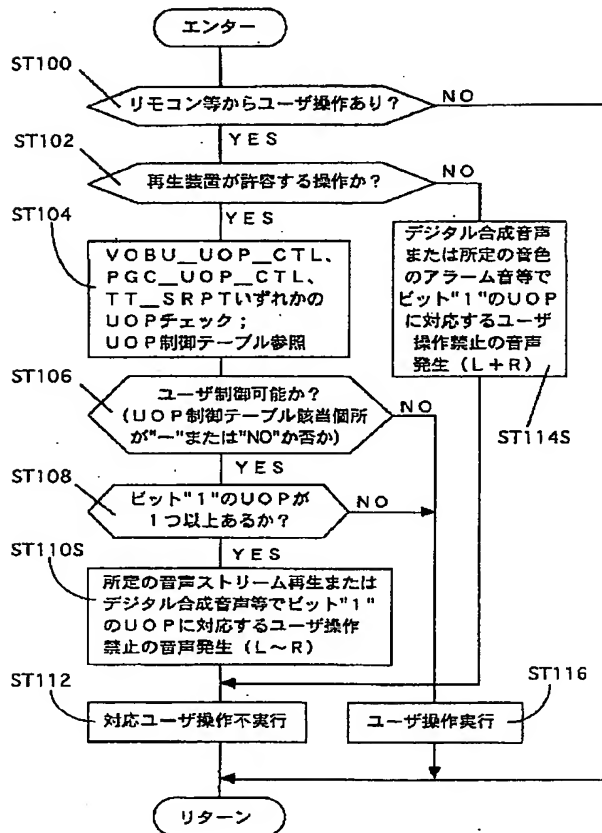 エンター
ST100
リモコン等からユーザ操作あり？
NO
YES
ST102
再生装置が許容する操作か？
NO
YES
ST104
VOBU__UOP__CTL、
PGC__UOP__CTL、
TT__SRPTいずれかの
UOPチェック；
UOP制御テーブル参照
デジタル合成音声
または所定の音色
のアラーム音等で
ビット"1"のUOP
に対応するユーザ
操作禁止の音声
発生（L＋R）
ST114S
ST106
ユーザ制御可能か？
（UOP制御テーブル該当個所
が"ー"または"NO"か否か）
NO
YES
ST108
ビット"1"のUOPが
1つ以上あるか？
NO
YES
ST110S
所定の音声ストリーム再生または
デジタル合成音声等でビット"1"
のUOPに対応するユーザ操作
禁止の音声発生（L～R）
ST112
対応ユーザ操作不実行
ST116
ユーザ操作実行
リターン